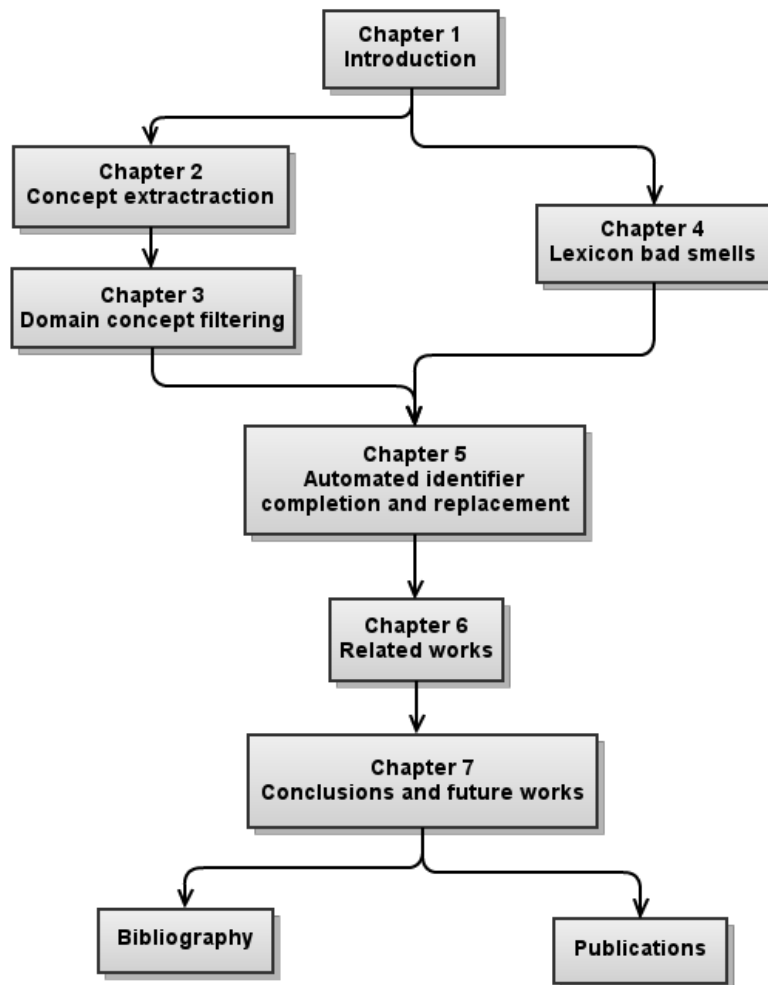 Chapter 1
Introduction
Chapter 2
Concept extractraction
Chapter 4
Lexicon bad smells
Chapter 3
Domain concept filtering
Chapter 5
Automated identifier
completion and replacement
Chapter 6
Related works
Chapter 7
Conclusions and future works
Bibliography
Publications